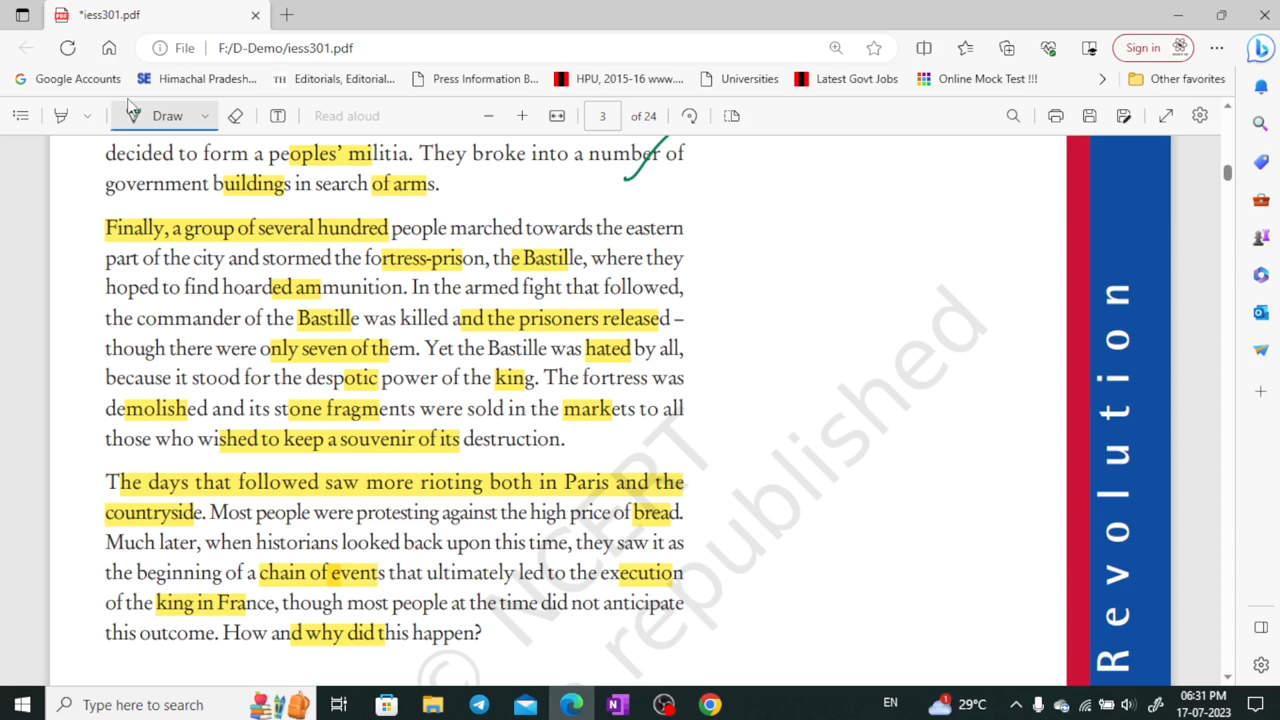 *iess301.pdf
File F:/D-Demo/iess301.pdf Sign in
Google Accounts SE Himachal Pradesh... TH Editorials, Editorial... Press Information B... HPU, 2015-16 www.... Universities Latest Govt Jobs Online Mock Test !!! Other favorites
Draw Read aloud 3 of 24
decided to form a peoples’ militia. They broke into a number of
government buildings in search of arms.
Finally, a group of several hundred people marched towards the eastern
part of the city and stormed the fortress-prison, the Bastille, where they
hoped to find hoarded ammunition. In the armed fight that followed,
the commander of the Bastille was killed and the prisoners released –
though there were only seven of them. Yet the Bastille was hated by all,
because it stood for the despotic power of the king. The fortress was
demolished and its stone fragments were sold in the markets to all
those who wished to keep a souvenir of its destruction.
The days that followed saw more rioting both in Paris and the
countryside. Most people were protesting against the high price of bread.
Much later, when historians looked back upon this time, they saw it as
the beginning of a chain of events that ultimately led to the execution
of the king in France, though most people at the time did not anticipate
this outcome. How and why did this happen?
© NCERT
republished
Revolution
Type here to search
EN 1 29°C 06:31 PM
17-07-2023